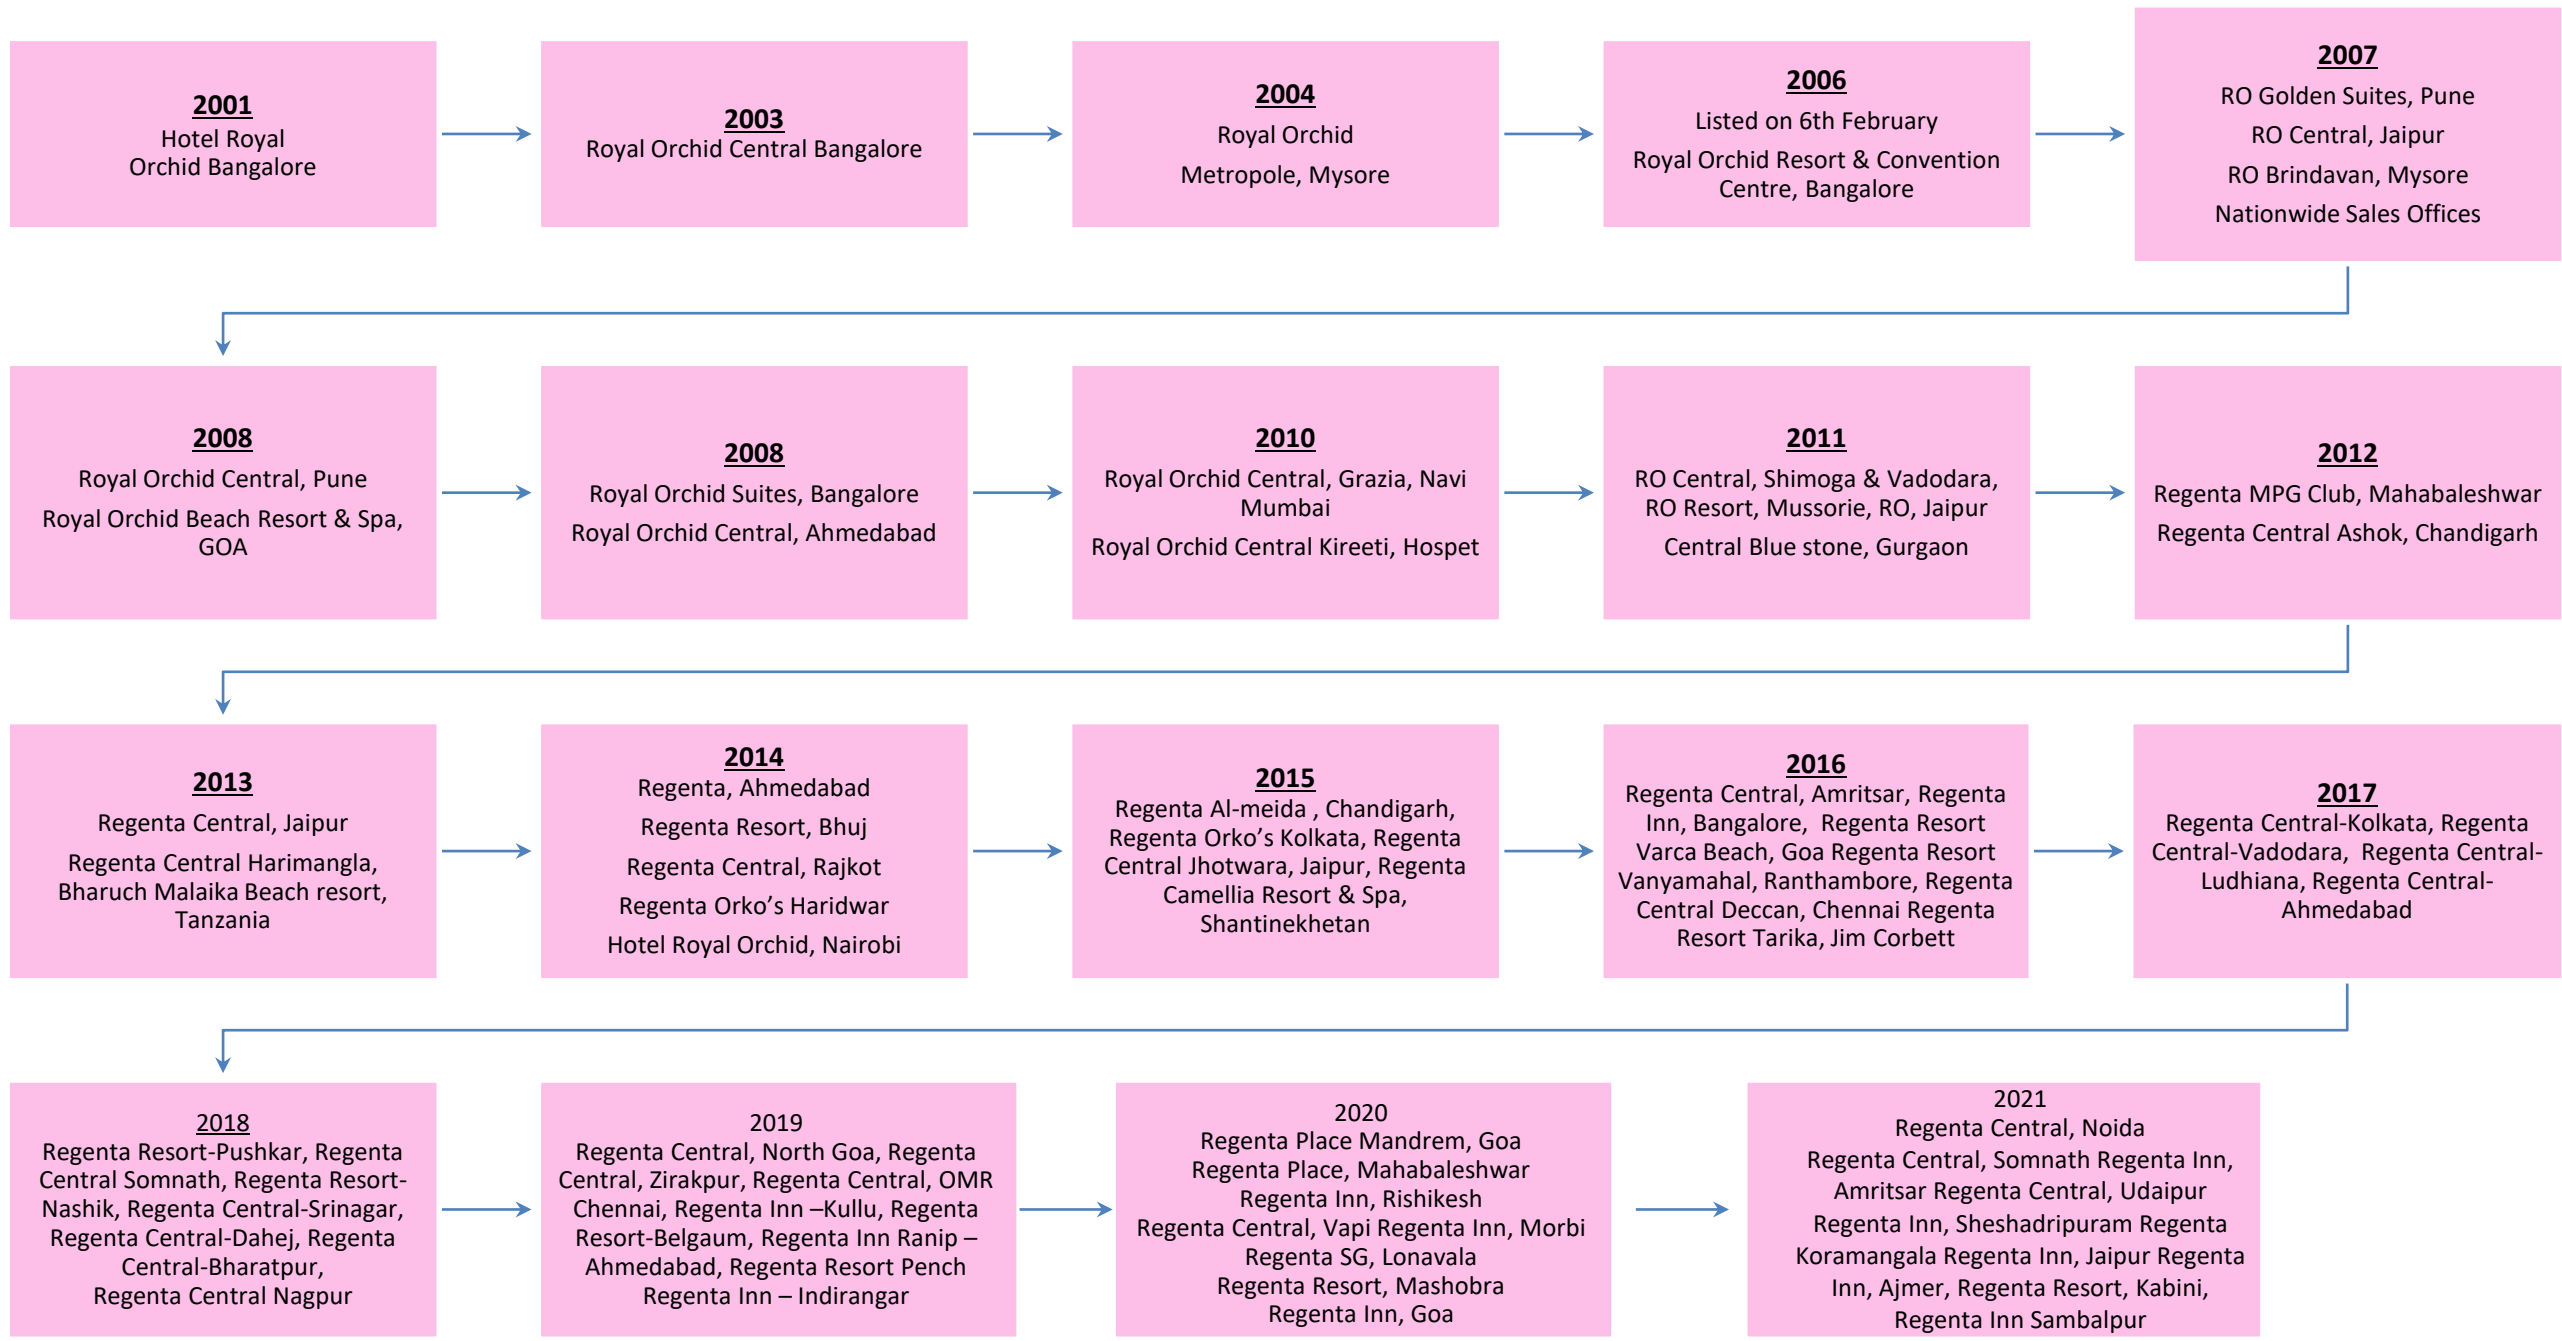 2001
Hotel Royal
Orchid Bangalore
2003
Royal Orchid Central Bangalore
2004
Royal Orchid
Metropole, Mysore
2006
Listed on 6th February
Royal Orchid Resort & Convention
Centre, Bangalore
2007
RO Golden Suites, Pune
RO Central, Jaipur
RO Brindavan, Mysore
Nationwide Sales Offices
2008
Royal Orchid Central, Pune
Royal Orchid Beach Resort & Spa,
GOA
2008
Royal Orchid Suites, Bangalore
Royal Orchid Central, Ahmedabad
2010
Royal Orchid Central, Grazia, Navi
Mumbai
Royal Orchid Central Kireeti, Hospet
2011
RO Central, Shimoga & Vadodara,
RO Resort, Mussorie, RO, Jaipur
Central Blue stone, Gurgaon
2012
Regenta MPG Club, Mahabaleshwar
Regenta Central Ashok, Chandigarh
2013
Regenta Central, Jaipur
Regenta Central Harimangla,
Bharuch Malaika Beach resort,
Tanzania
2014
Regenta, Ahmedabad
Regenta Resort, Bhuj
Regenta Central, Rajkot
Regenta Orko’s Haridwar
Hotel Royal Orchid, Nairobi
2015
Regenta Al-meida , Chandigarh,
Regenta Orko’s Kolkata, Regenta
Central Jhotwara, Jaipur, Regenta
Camellia Resort & Spa,
Shantinekhetan
2016
Regenta Central, Amritsar, Regenta
Inn, Bangalore,  Regenta Resort
Varca Beach, Goa Regenta Resort
Vanyamahal, Ranthambore, Regenta
Central Deccan, Chennai Regenta
Resort Tarika, Jim Corbett
2017
Regenta Central-Kolkata, Regenta
Central-Vadodara,  Regenta Central-
Ludhiana, Regenta Central-
Ahmedabad
2018
Regenta Resort-Pushkar, Regenta
Central Somnath, Regenta Resort-
Nashik, Regenta Central-Srinagar,
Regenta Central-Dahej, Regenta
Central-Bharatpur,
Regenta Central Nagpur
2019
Regenta Central, North Goa, Regenta
Central, Zirakpur, Regenta Central, OMR
Chennai, Regenta Inn –Kullu, Regenta
Resort-Belgaum, Regenta Inn Ranip –
Ahmedabad, Regenta Resort Pench
Regenta Inn – Indirangar
2020
Regenta Place Mandrem, Goa
Regenta Place, Mahabaleshwar
Regenta Inn, Rishikesh
Regenta Central, Vapi Regenta Inn, Morbi
Regenta SG, Lonavala
Regenta Resort, Mashobra
Regenta Inn, Goa
2021
Regenta Central, Noida
Regenta Central, Somnath Regenta Inn,
Amritsar Regenta Central, Udaipur
Regenta Inn, Sheshadripuram Regenta
Koramangala Regenta Inn, Jaipur Regenta
Inn, Ajmer, Regenta Resort, Kabini,
Regenta Inn Sambalpur